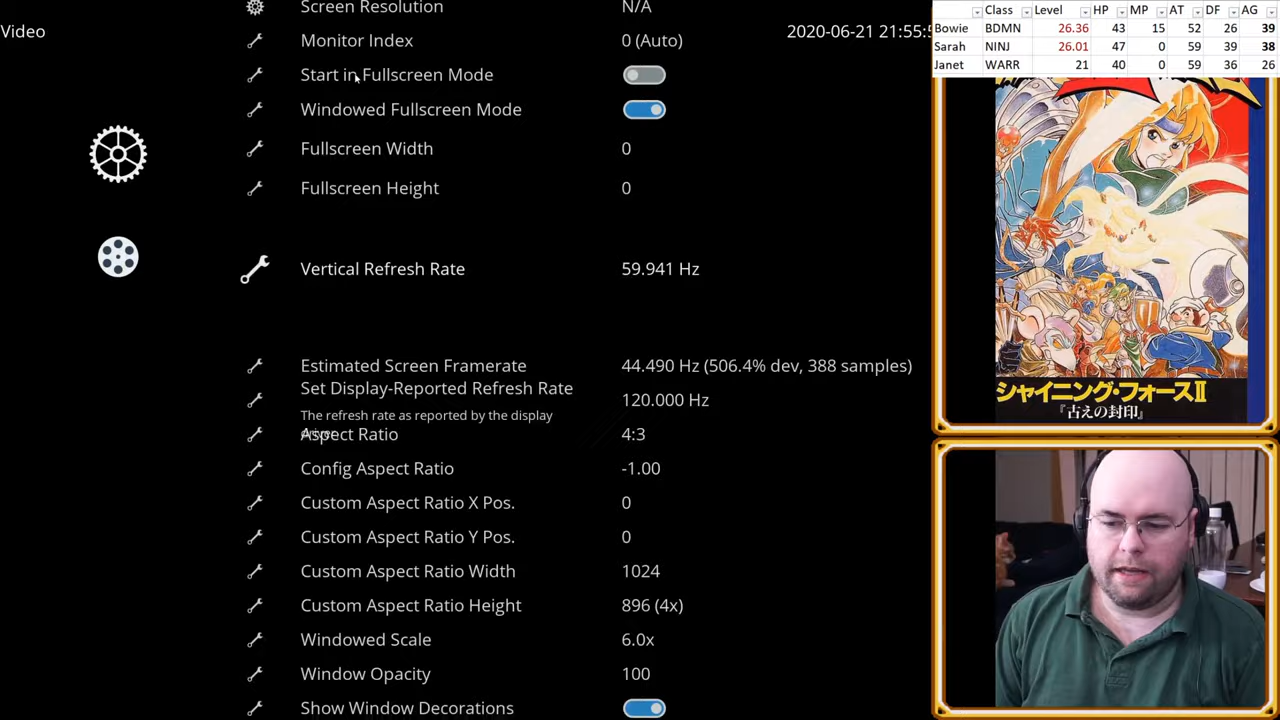 Screen Resolution N/A
Video
Monitor Index 0 (Auto)
2020-06-21 21:55:5
Start in Fullscreen Mode
Windowed Fullscreen Mode
Fullscreen Width 0
Fullscreen Height 0
Vertical Refresh Rate 59.941 Hz
Estimated Screen Framerate 44.490 Hz (506.4% dev, 388 samples)
Set Display-Reported Refresh Rate 120.000 Hz
The refresh rate as reported by the display
Aspect Ratio 4:3
Config Aspect Ratio -1.00
Custom Aspect Ratio X Pos. 0
Custom Aspect Ratio Y Pos. 0
Custom Aspect Ratio Width 1024
Custom Aspect Ratio Height 896 (4x)
Windowed Scale 6.0x
Window Opacity 100
Show Window Decorations
Class Level HP MP AT DF AG
Bowie BDMN 26.36 43 15 52 26 39
Sarah NINJ 26.01 47 0 59 39 38
Janet WARR 21 40 0 59 36 26
シャイニング・フォースII
『古えの封印』